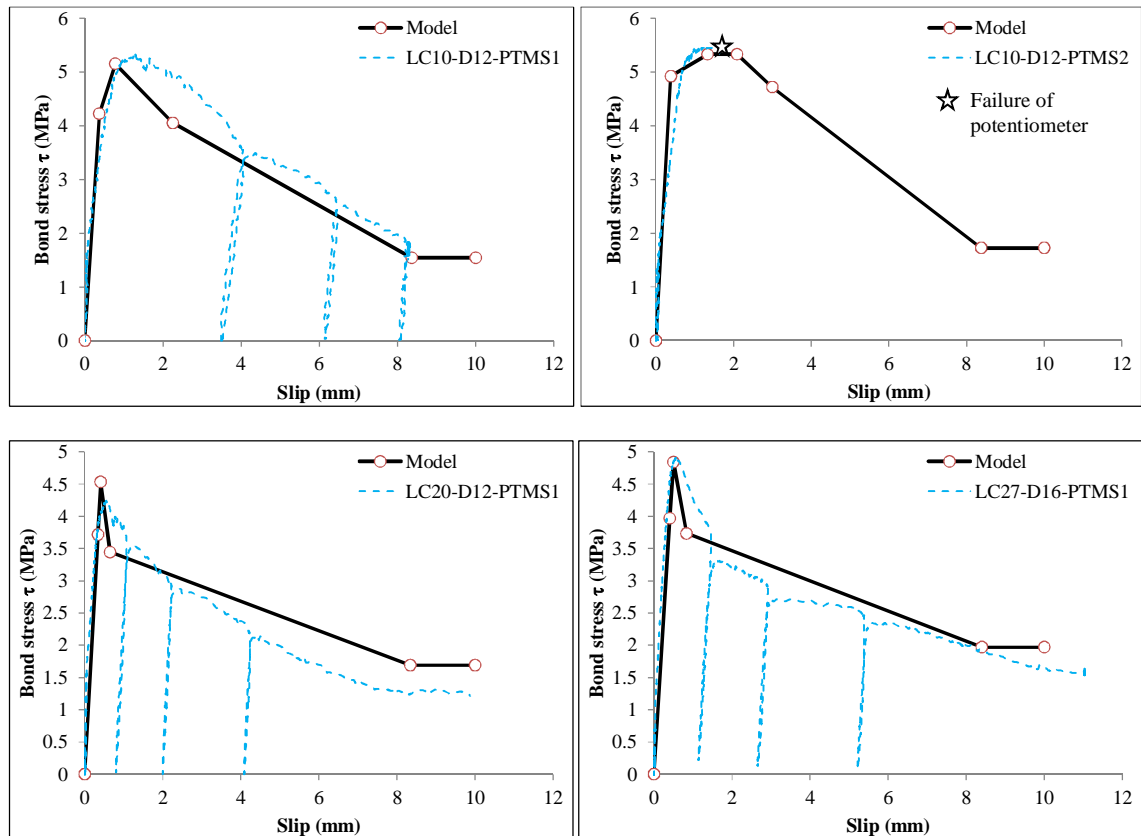 6
5
4
3
2
1
0
Bond stress τ (MPa)
Model
LC10-D12-PTMS1
0 2 4 6 8 10 12
Slip (mm)
6
5
4
3
2
1
0
Bond stress τ (MPa)
Model
LC10-D12-PTMS2
Failure of
potentiometer
0 2 4 6 8 10 12
Slip (mm)
5
4.5
4
3.5
3
2.5
2
1.5
1
0.5
0
Bond stress τ (MPa)
Model
LC20-D12-PTMS1
0 2 4 6 8 10 12
Slip (mm)
5
4.5
4
3.5
3
2.5
2
1.5
1
0.5
0
Bond stress τ (MPa)
Model
LC27-D16-PTMS1
0 2 4 6 8 10 12
Slip (mm)